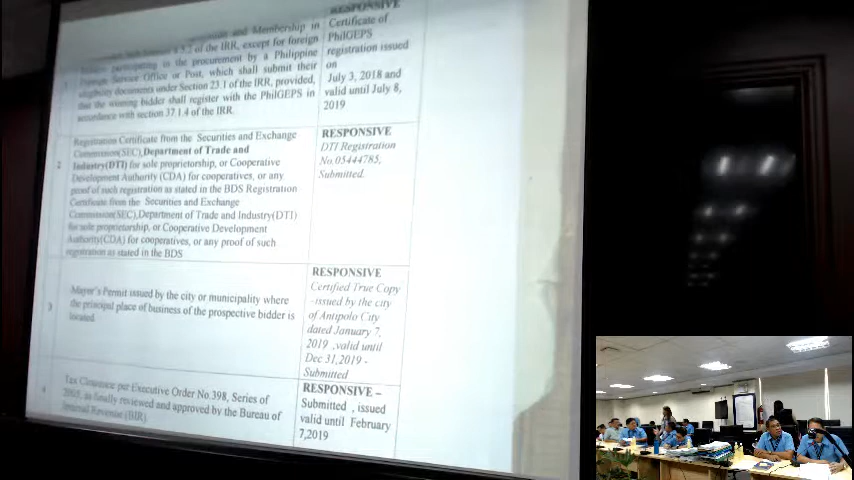 and Membership in
of the IRR, except for foreign
participating in the procurement by a Philippine
Foreign Service Office or Post, which shall submit their
eligibility documents under Section 23.1 of the IRR, provided,
that the winning bidder shall register with the PhilGEPS in
accordance with section 37.1.4 of the IRR.
RESPONSIVE
Certificate of
PhilGEPS
registration issued
on
July 3, 2018 and
valid until July 8,
2019
2
Registration Certificate from the Securities and Exchange
Commission(SEC),Department of Trade and
Industry(DTI) for sole proprietorship, or Cooperative
Development Authority (CDA) for cooperatives, or any
proof of such registration as stated in the BDS Registration
Certificate from the Securities and Exchange
Commission(SEC),Department of Trade and Industry(DTI)
for sole proprietorship, or Cooperative Development
Authority(CDA) for cooperatives, or any proof of such
registration as stated in the BDS
RESPONSIVE
DTI Registration
No.05444785,
Submitted.
3
Mayor's Permit issued by the city or municipality where
the principal place of business of the prospective bidder is
located.
RESPONSIVE
Certified True Copy
-issued by the city
of Antipolo City
dated January 7,
2019 ,valid until
Dec 31,2019 -
Submitted
4
Tax Clearance per Executive Order No.398, Series of
2005, as finally reviewed and approved by the Bureau of
Internal Revenue (BIR)
RESPONSIVE –
Submitted , issued
valid until February
7,2019